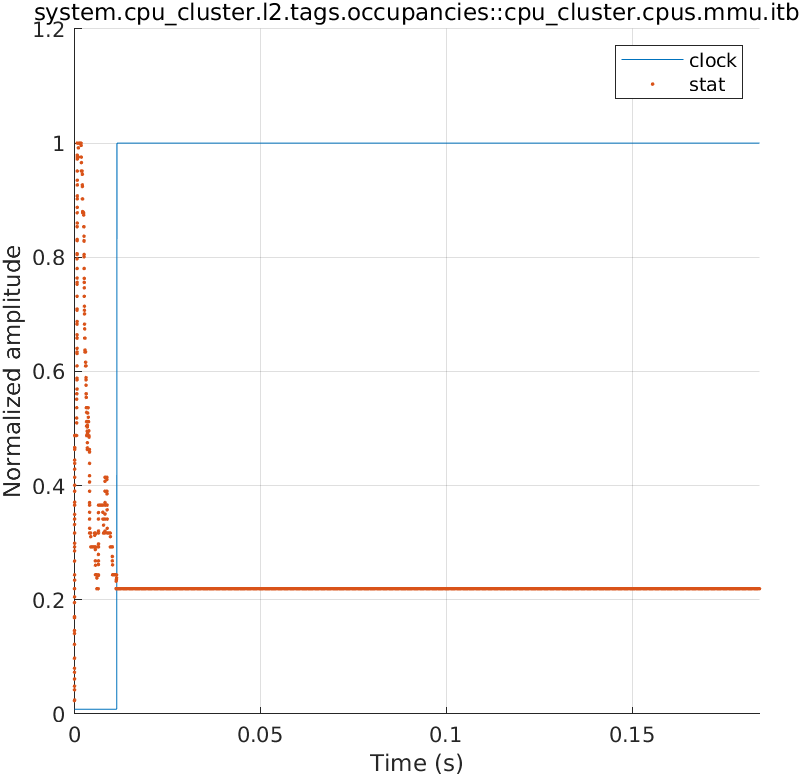 system.cpu_cluster.l2.tags.occupancies::cpu_cluster.cpus.mmu.itb
1.2
clock
stat
1
0.8
0.6
0.4
0.2
0
Normalized amplitude
0
0.05
0.1
0.15
Time (s)